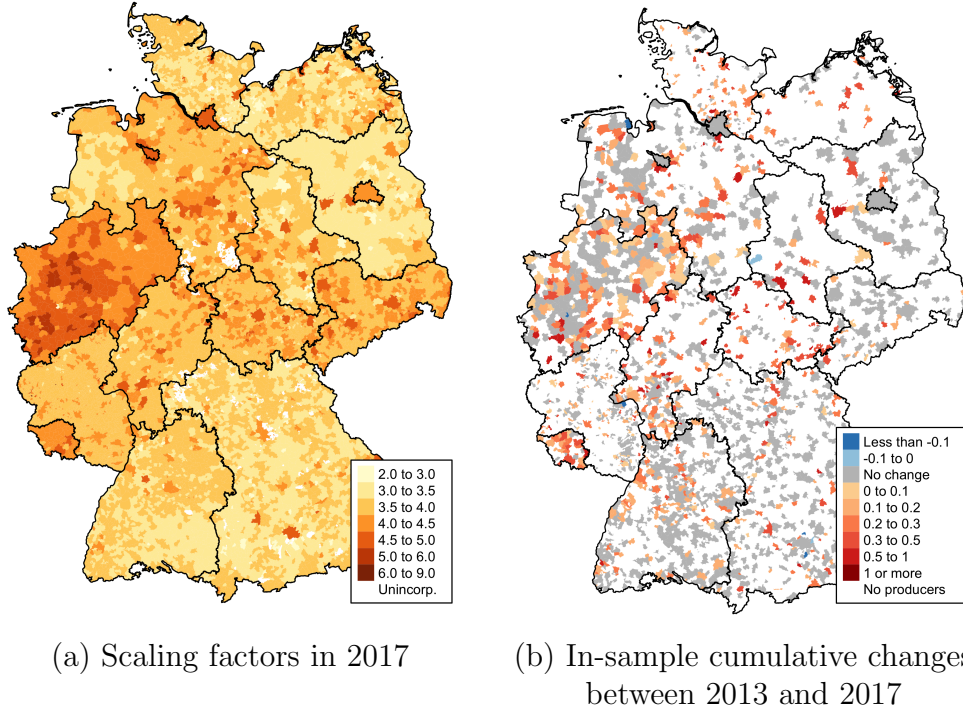 2.0 to 3.0
3.0 to 3.5
3.5 to 4.0
4.0 to 4.5
4.5 to 5.0
5.0 to 6.0
6.0 to 9.0
Unincorp.
Less than -0.1
-0.1 to 0
No change
0 to 0.1
0.1 to 0.2
0.2 to 0.3
0.3 to 0.5
0.5 to 1
1 or more
No producers
(a) Scaling factors in 2017
(b) In-sample cumulative changes
between 2013 and 2017